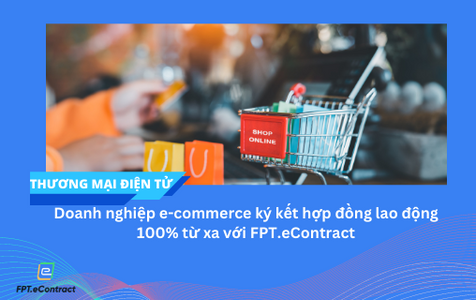 SHOP
ONLINE
THƯƠNG MẠI ĐIỆN TỬ
Doanh nghiệp e-commerce ký kết hợp đồng lao động
100% từ xa với FPT.eContract
FPT.eContract